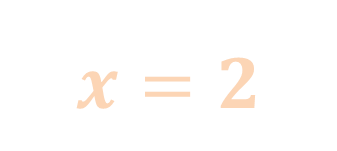 x = 2